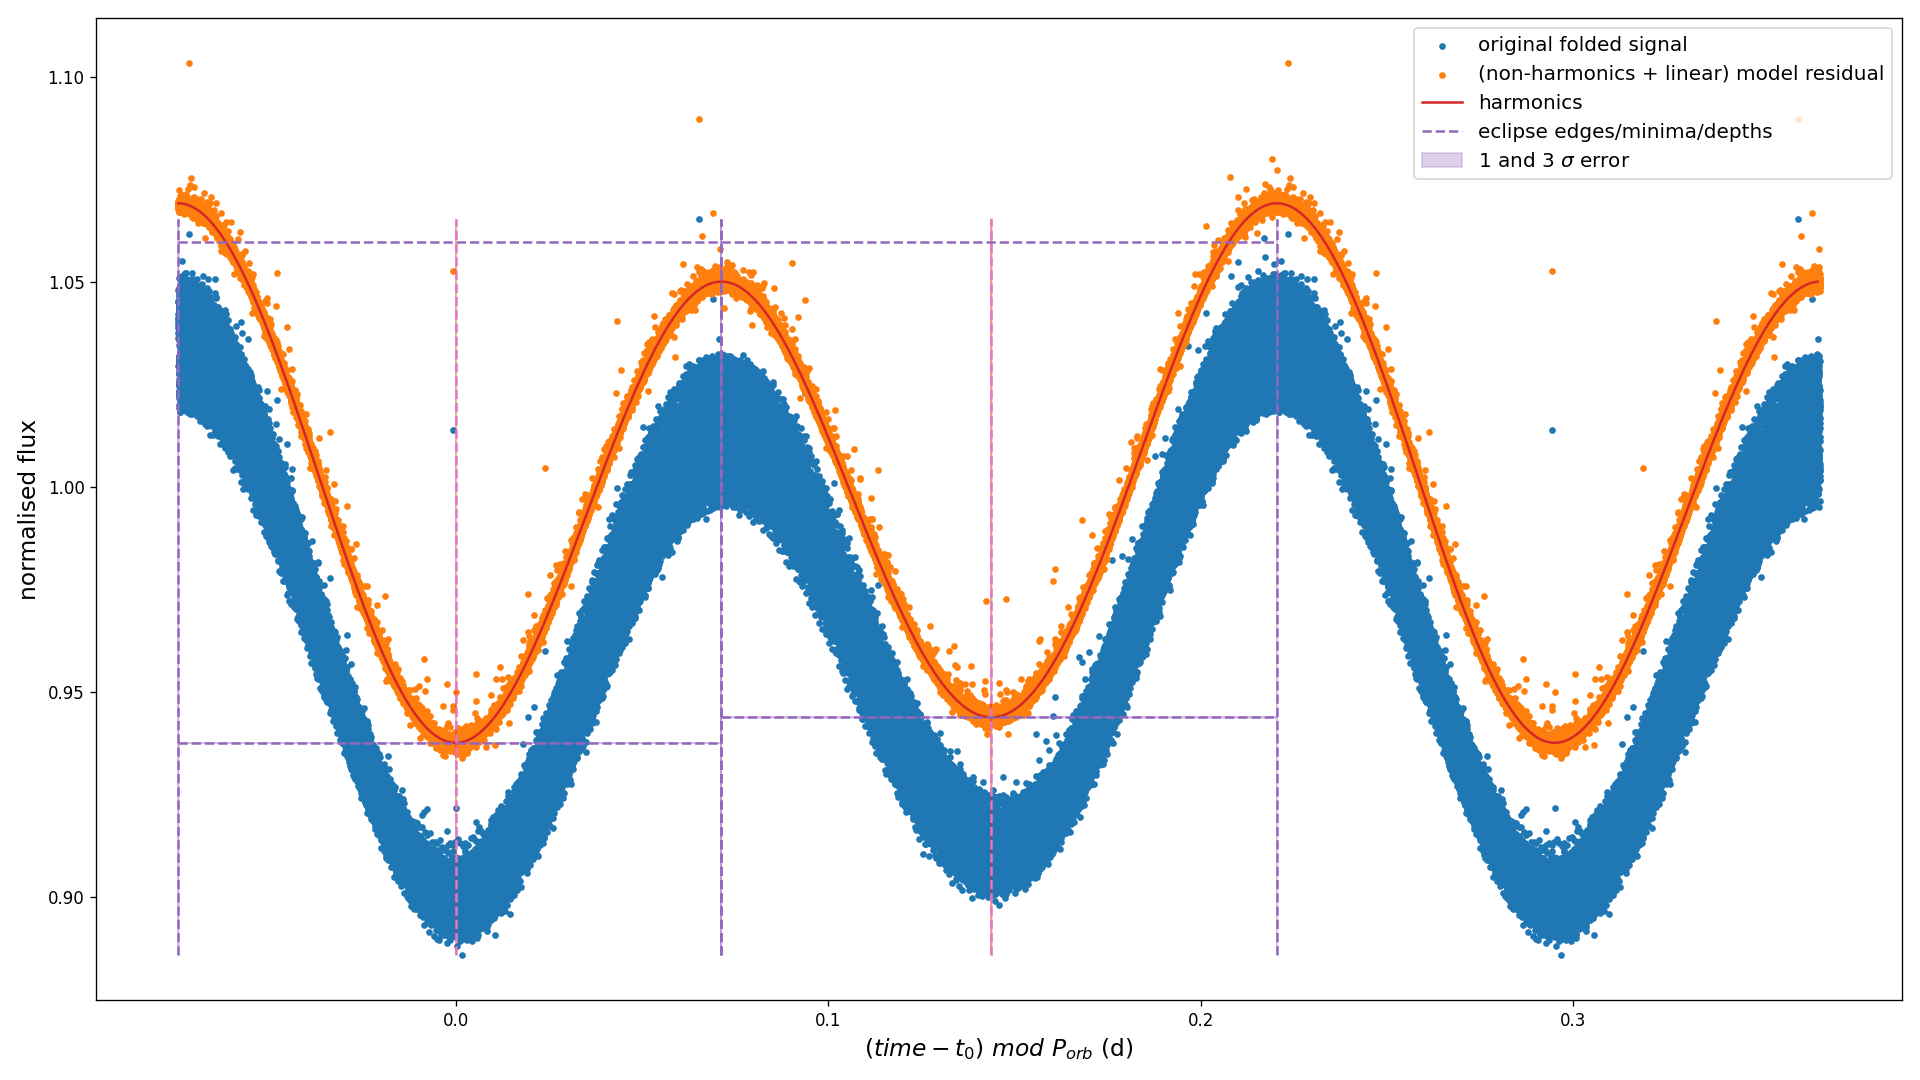 original folded signal
(non-harmonics + linear) model residual
harmonics
eclipse edges/minima/depths
1 and 3 σ error
normalised flux
1.10
1.05
1.00
0.95
0.90
0.0 0.1 0.2 0.3
(time − t₀) mod Pₒᵣb (d)